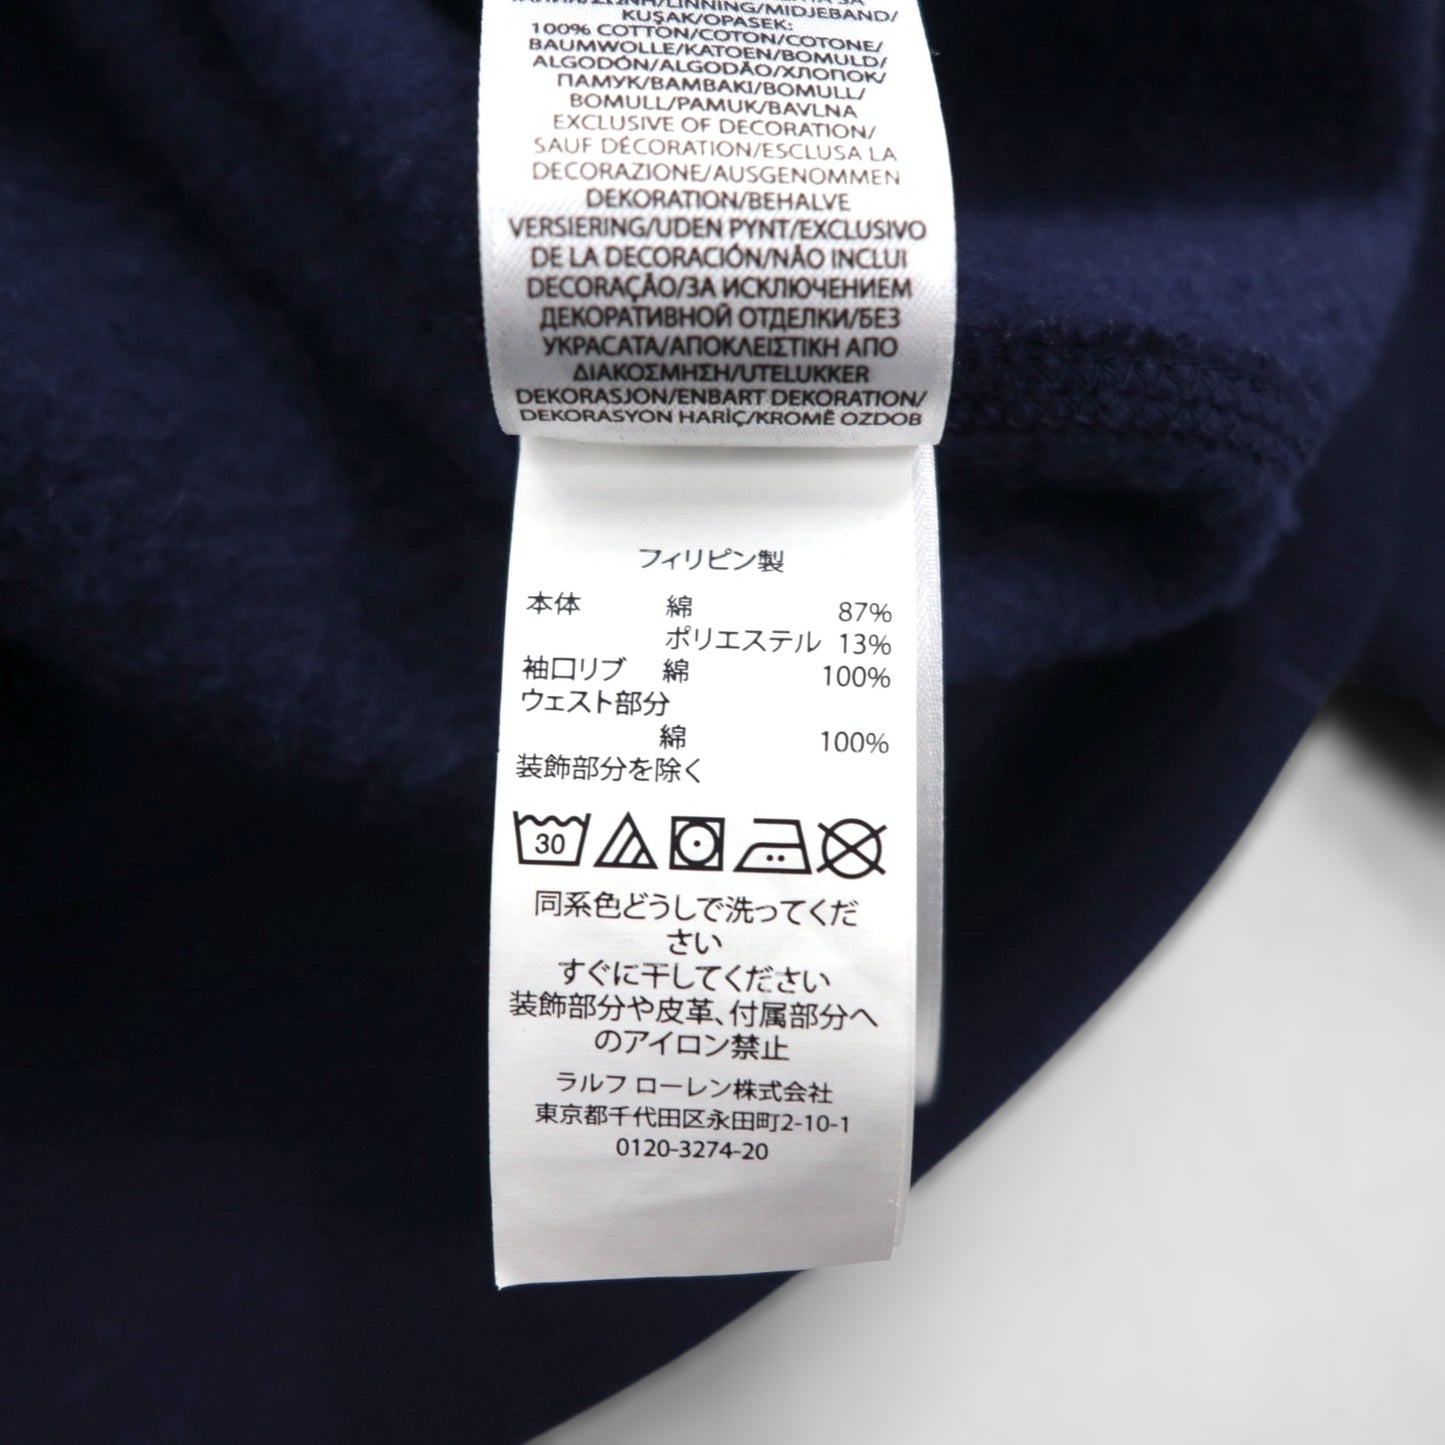 LINNING/MIDJEBAND/
KUŞAK/OPASEK:
100% COTTON/COTON/COTONE/
BAUMWOLLE/KATOEN/BOMULD/
ALGODÓN/ALGODÃO/ХЛОПОК/
ПАМУК/ΒΑΜΒΑΚΙ/BOMULL/
BOMULL/PAMUK/BAVLNA
EXCLUSIVE OF DECORATION/
SAUF DÉCORATION/ESCLUSA LA
DECORAZIONE/AUSGENOMMEN
DEKORATION/BEHALVE
VERSIERING/UDEN PYNT/EXCLUSIVO
DE LA DECORACIÓN/NÃO INCLUI
DECORAÇÃO/ЗА ИСКЛЮЧЕНИЕМ
ДЕКОРАТИВНОЙ ОТДЕЛКИ/БЕЗ
УКРАСАТА/ΑΠΟΚΛΕΙΣΤΙΚΗ ΑΠΟ
ΔΙΑΚΟΣΜΗΣΗ/UTELUKKER
DEKORASJON/ENBART DEKORATION/
DEKORASYON HARİÇ/KROMĚ OZDOB
フィリピン製
本体 綿 87%
ポリエステル 13%
袖口リブ 綿 100%
ウェスト部分
綿 100%
装飾部分を除く
30
同系色どうしで洗ってくだ
さい
すぐに干してください
装飾部分や皮革、付属部分へ
のアイロン禁止
ラルフ ローレン株式会社
東京都千代田区永田町2-10-1
0120-3274-20